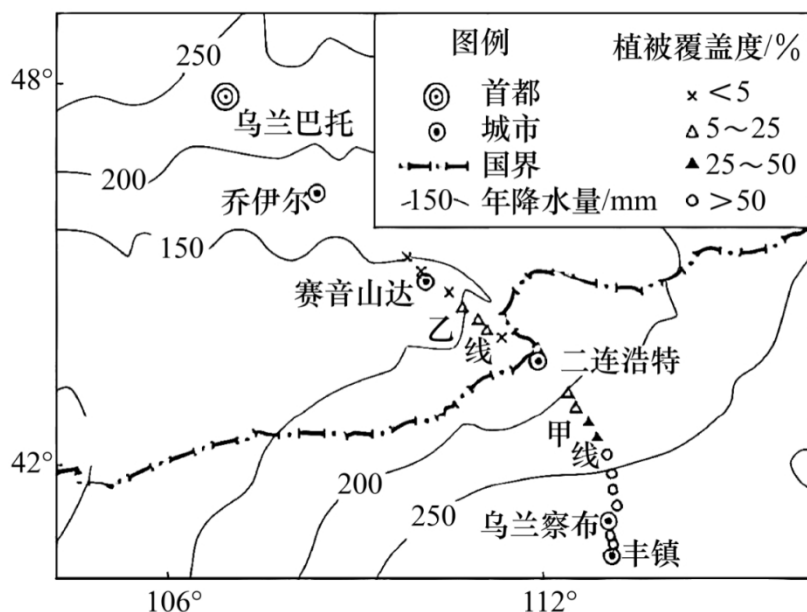 图例
植被覆盖度/%
首都
<5
城市
5～25
国界
25～50
-150- 年降水量/mm
>50
250
48°
乌兰巴托
200
乔伊尔
150
赛音山达
乙线
二连浩特
甲线
42°
200
250
乌兰察布
丰镇
106°
112°